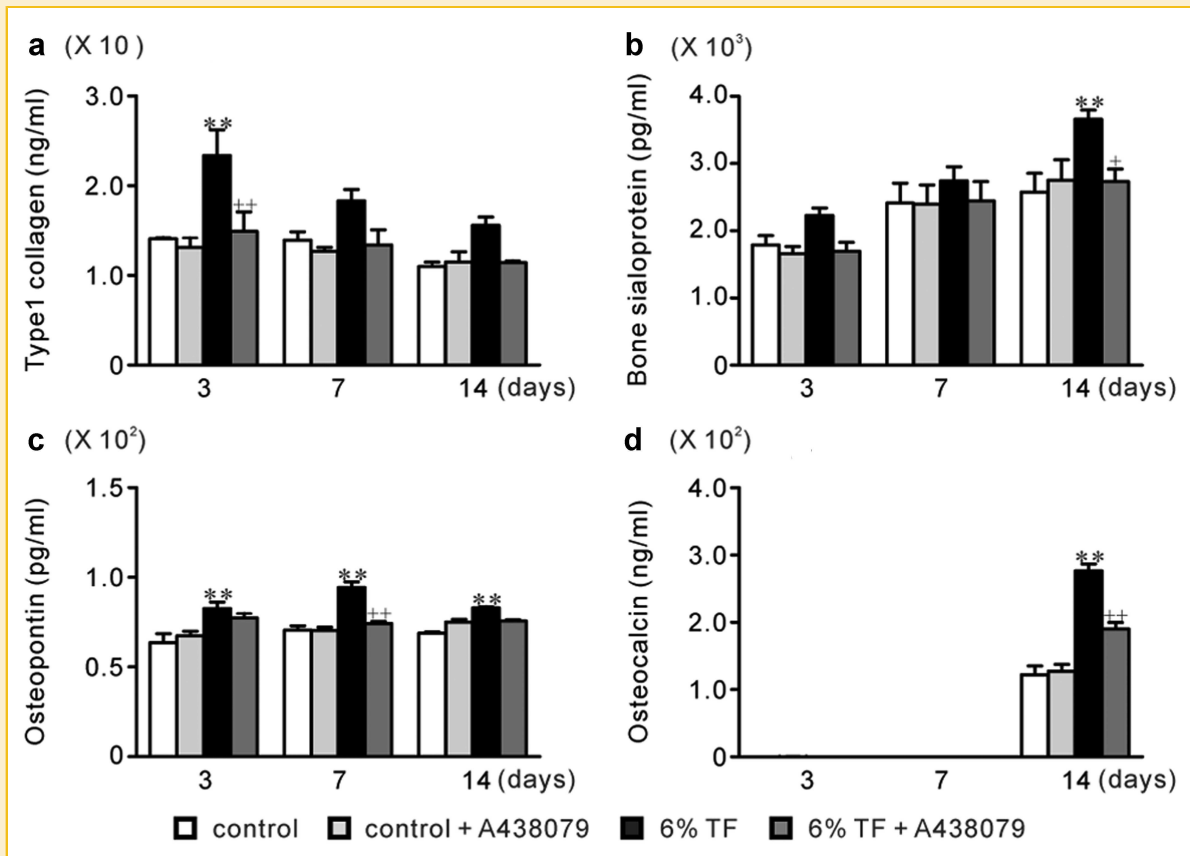 a (X 10 )
Type1 collagen (ng/ml)
3.0
2.0
1.0
0
**
++
3 7 14 (days)
b (X 10³)
Bone sialoprotein (pg/ml)
4.0
3.0
2.0
1.0
0
**
+
3 7 14 (days)
c (X 10²)
Osteopontin (pg/ml)
1.5
1.0
0.5
0
** ** **
++
3 7 14 (days)
d (X 10²)
Osteocalcin (ng/ml)
4.0
3.0
2.0
1.0
0
**
++
3 7 14 (days)
control control + A438079 6% TF 6% TF + A438079